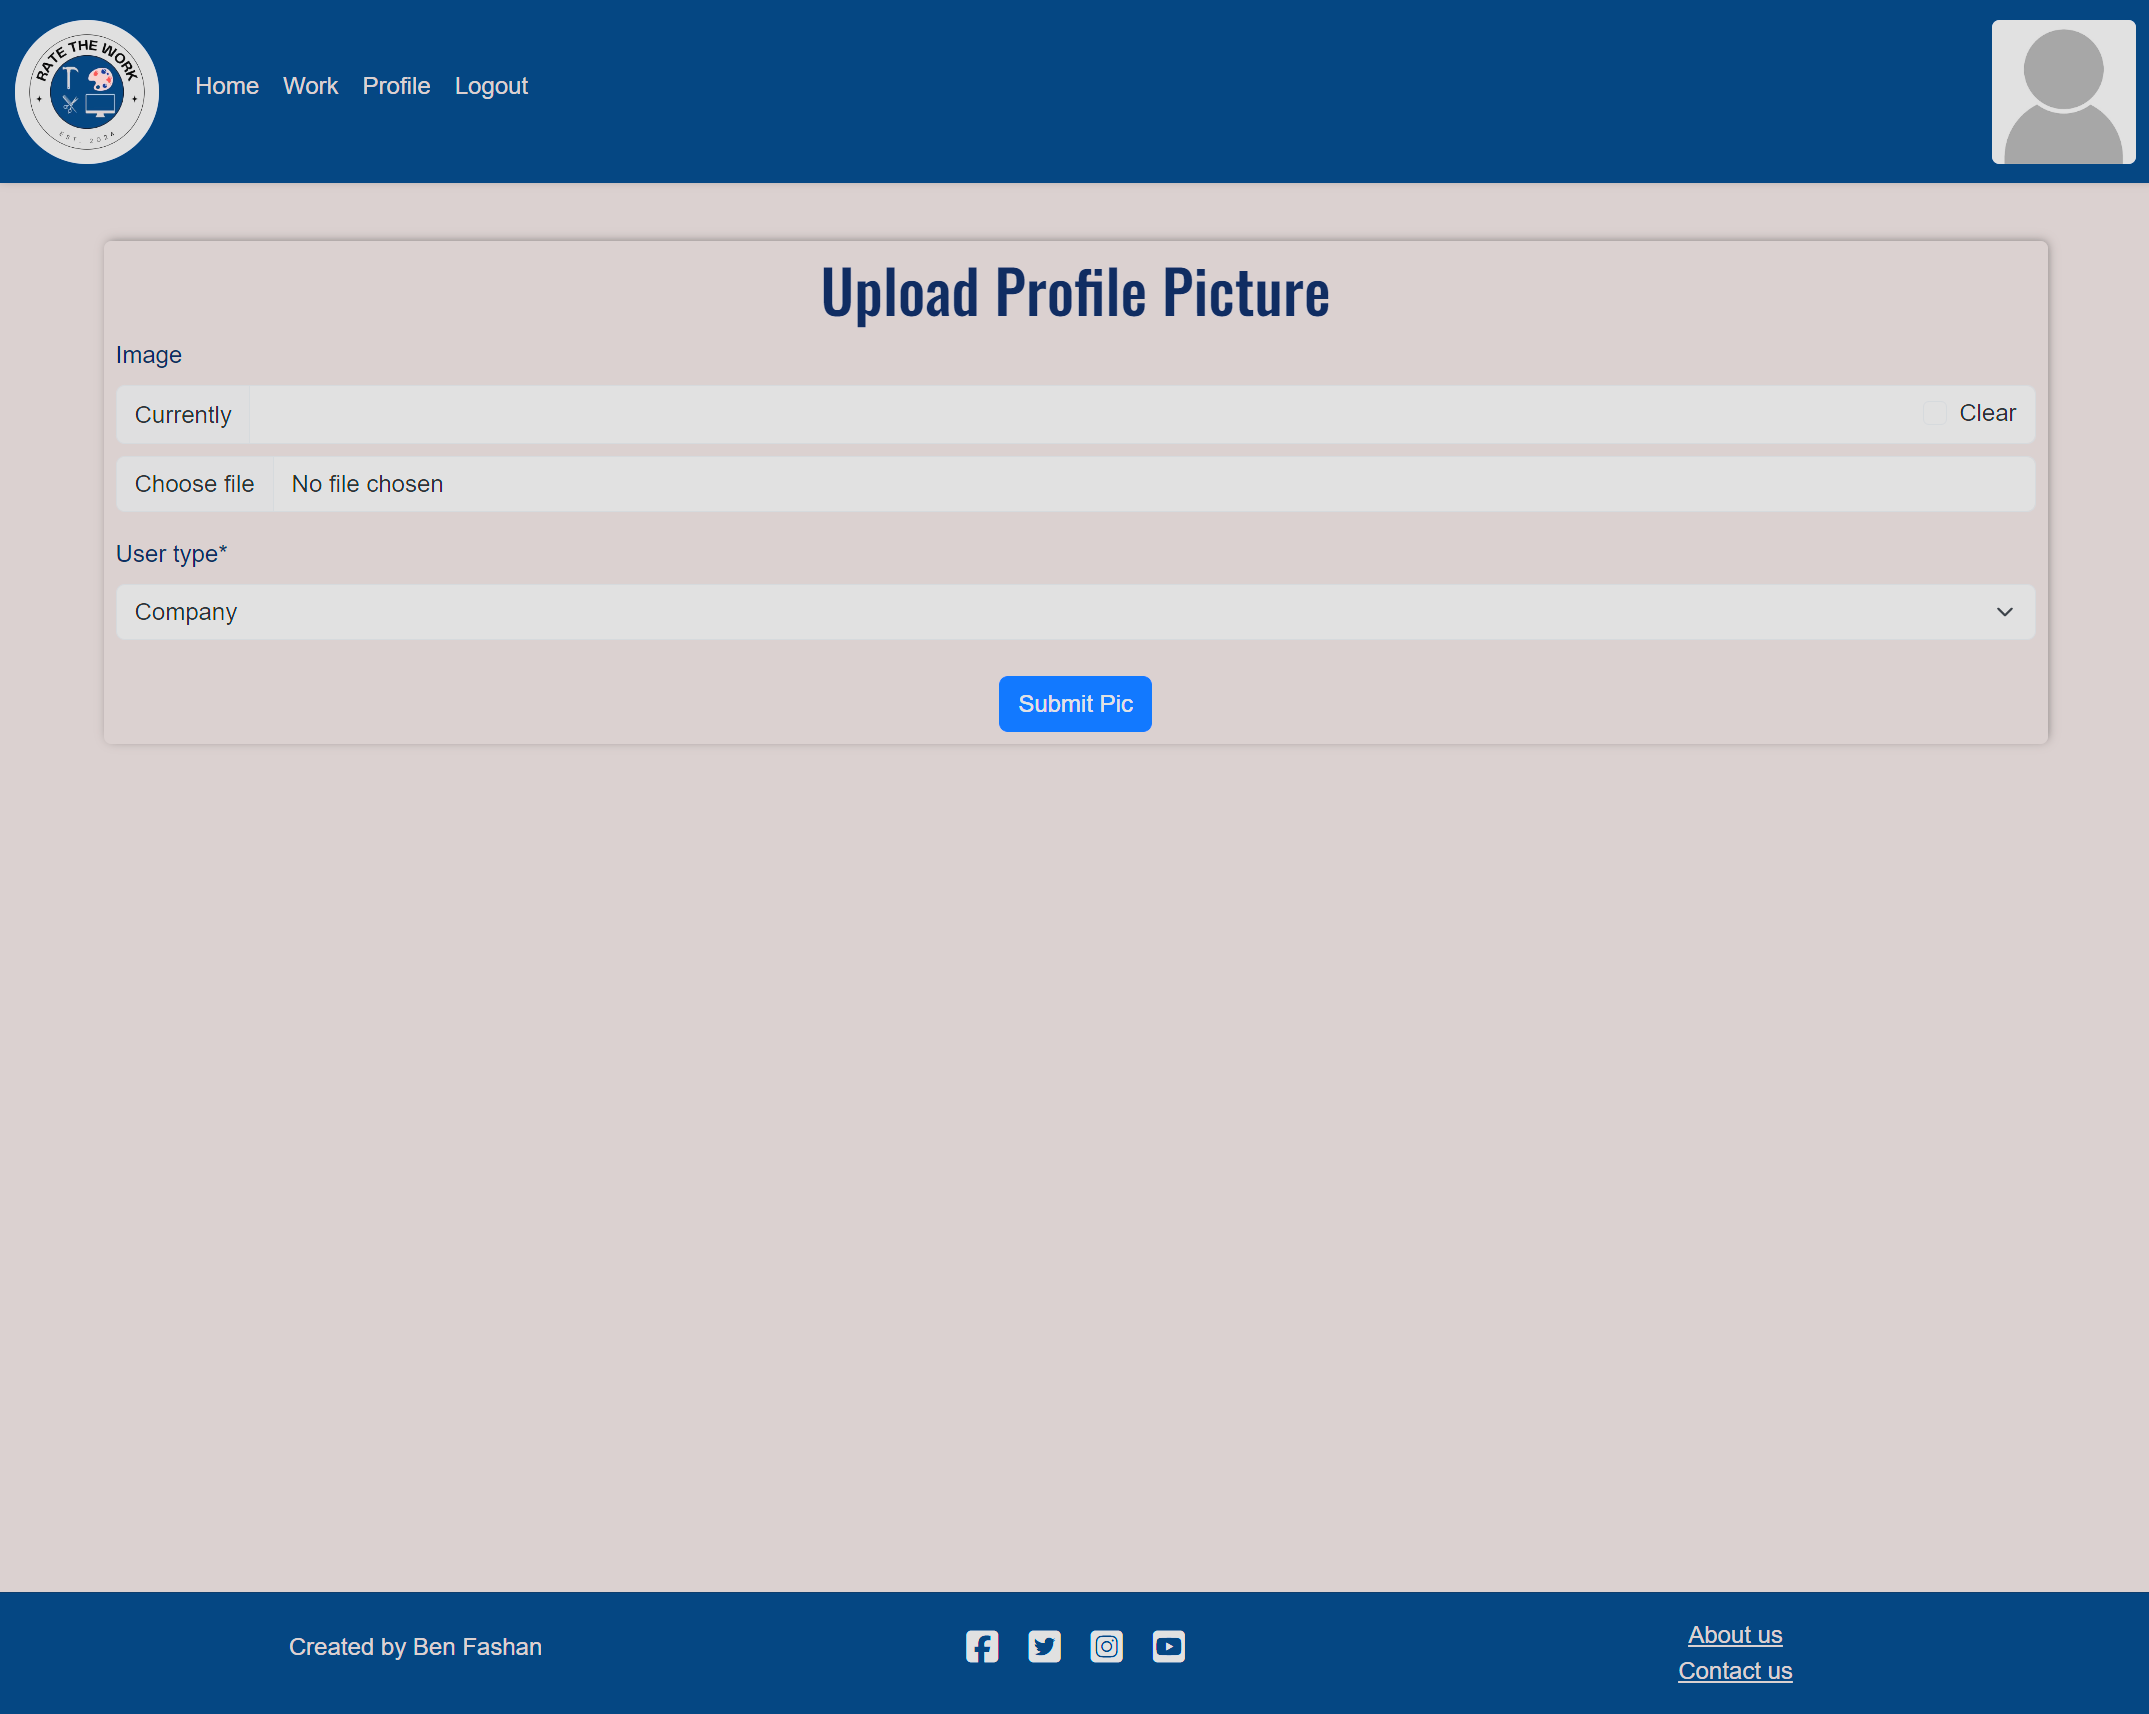 RATE THE WORK
EST. 2024
Home Work Profile Logout
Upload Profile Picture
Image
Currently Clear
Choose file No file chosen
User type*
Company
Submit Pic
Created by Ben Fashan
About us
Contact us